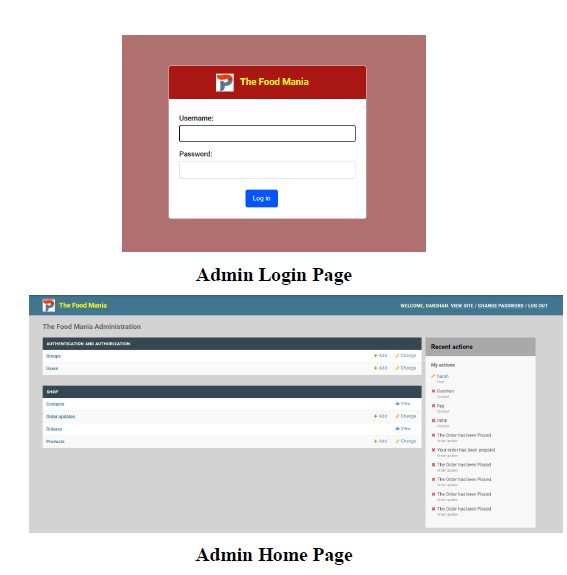 The Food Mania
Username:
Password:
Log in
Admin Login Page
The Food Mania
WELCOME, DARSHAN. VIEW SITE / CHANGE PASSWORD / LOG OUT
The Food Mania Administration
AUTHENTICATION AND AUTHORIZATION
Groups + Add Change
Users + Add Change
SHOP
Contacts View
Order updates + Add Change
Orderss View
Products + Add Change
Recent actions
My actions
harsh
User
Darshan
Contact
Contact
Contact
The Order has been Placed
Order update
Your order has been prepard
Order update
The Order has been Placed
Order update
The Order has been Placed
Order update
The Order has been Placed
Order update
The Order has been Placed
Order update
Admin Home Page